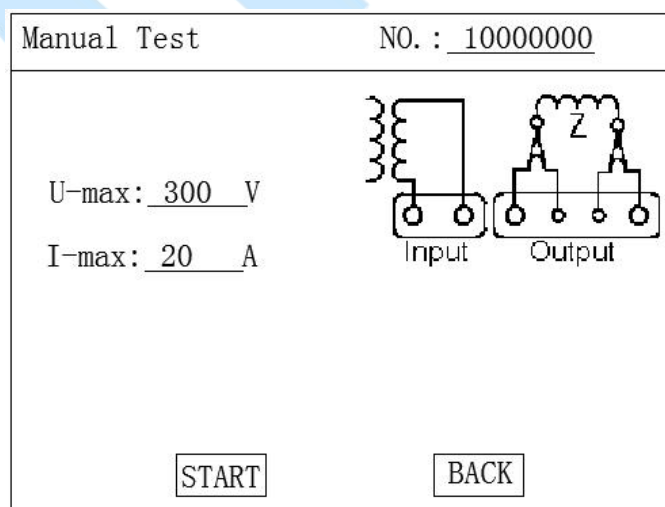 Manual Test NO.: 10000000
Z
U-max: 300 V
I-max: 20 A
Input Output
START BACK